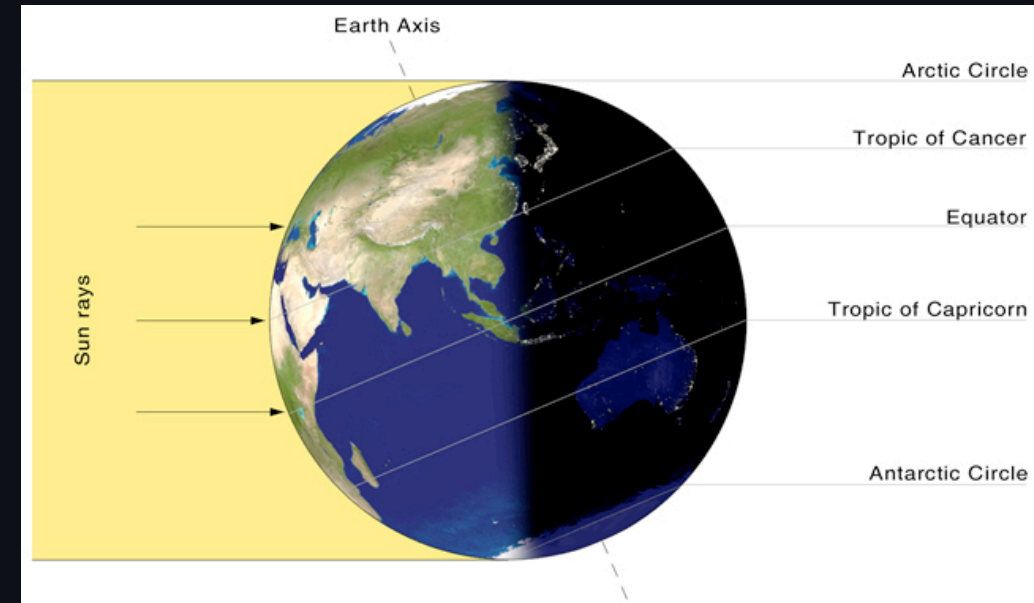 Earth Axis
Arctic Circle
Tropic of Cancer
Equator
Tropic of Capricorn
Sun rays
Antarctic Circle